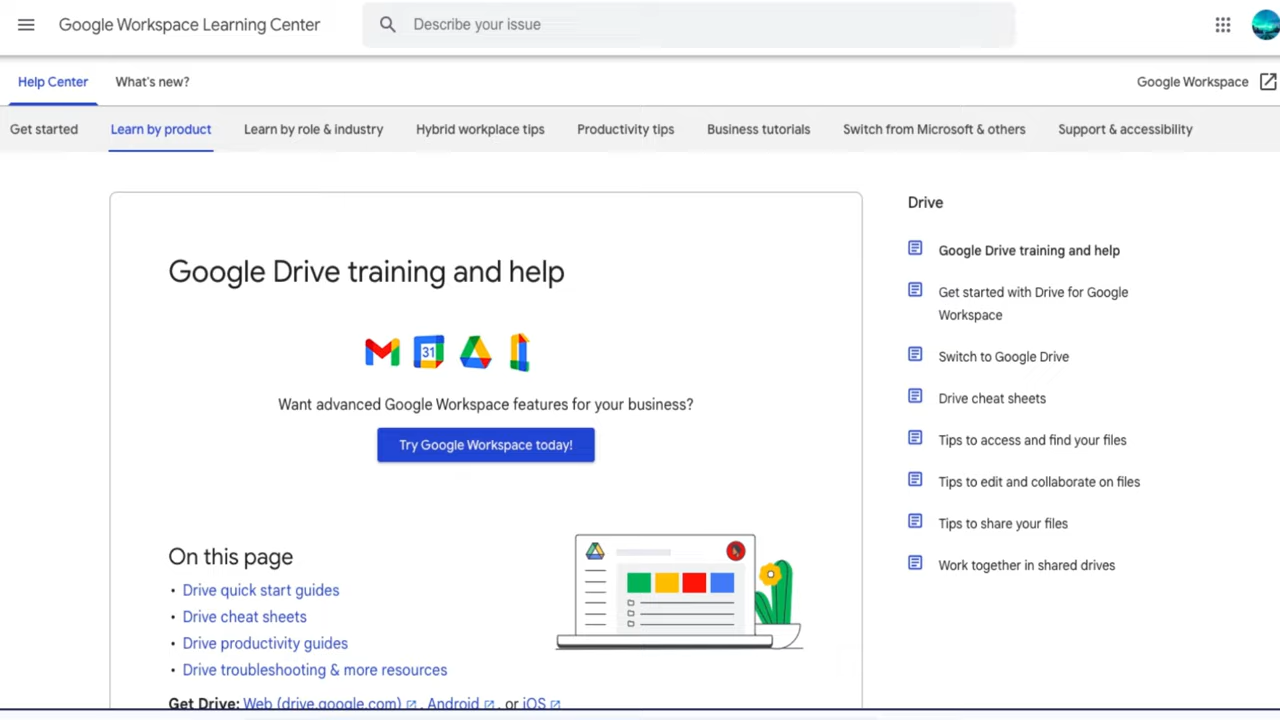 Google Workspace Learning Center
Describe your issue
Help Center
What's new?
Google Workspace
Get started
Learn by product
Learn by role & industry
Hybrid workplace tips
Productivity tips
Business tutorials
Switch from Microsoft & others
Support & accessibility
Google Drive training and help
31
Want advanced Google Workspace features for your business?
Try Google Workspace today!
On this page
• Drive quick start guides
• Drive cheat sheets
• Drive productivity guides
• Drive troubleshooting & more resources
Get Drive: Web (drive.google.com), Android, or iOS
Drive
Google Drive training and help
Get started with Drive for Google
Workspace
Switch to Google Drive
Drive cheat sheets
Tips to access and find your files
Tips to edit and collaborate on files
Tips to share your files
Work together in shared drives